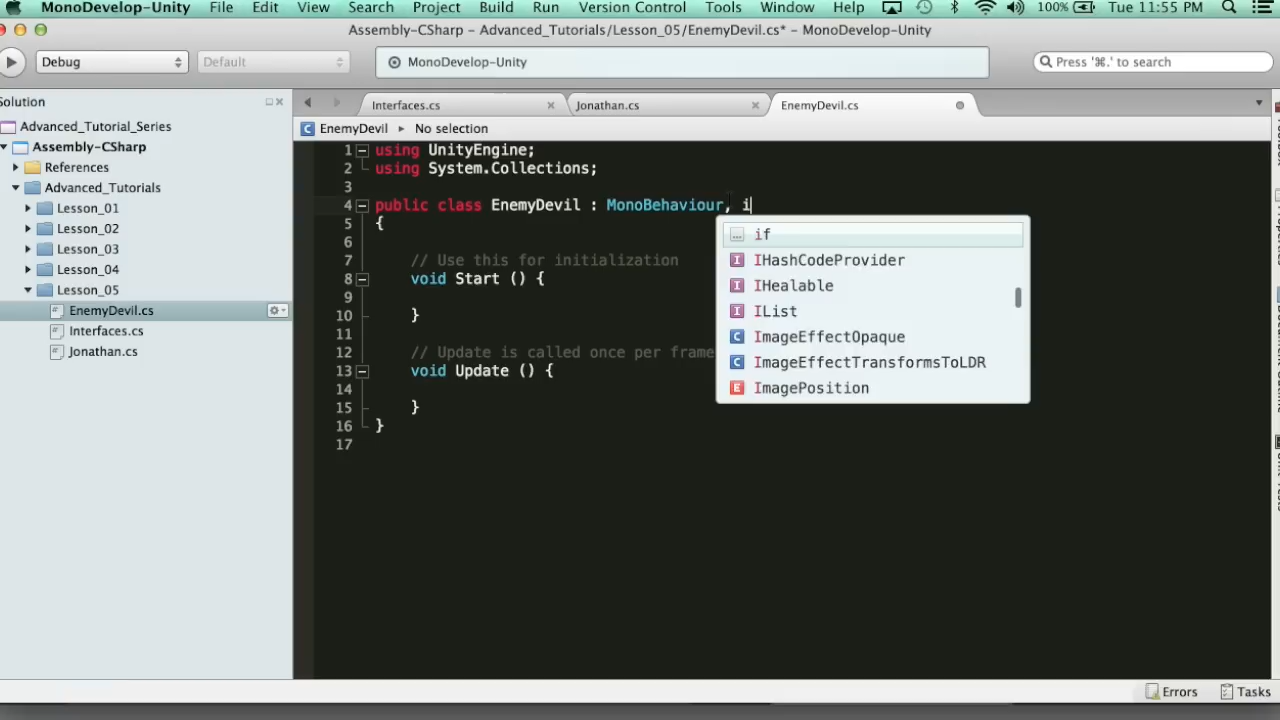 MonoDevelop-Unity File Edit View Search Project Build Run Version Control Tools Window Help 100% Tue 11:55 PM
Assembly-CSharp - Advanced_Tutorials/Lesson_05/EnemyDevil.cs* - MonoDevelop-Unity
Debug Default MonoDevelop-Unity Press '⌘.' to search
Solution
Advanced_Tutorial_Series
Assembly-CSharp
References
Advanced_Tutorials
Lesson_01
Lesson_02
Lesson_03
Lesson_04
Lesson_05
EnemyDevil.cs
Interfaces.cs
Jonathan.cs
Interfaces.cs Jonathan.cs EnemyDevil.cs
EnemyDevil No selection
1 using UnityEngine;
2 using System.Collections;
3
4 public class EnemyDevil : MonoBehaviour, i
5 {
6
7 // Use this for initialization
8 void Start () {
9
10 }
11
12 // Update is called once per frame
13 void Update () {
14
15 }
16 }
17
if
IHashCodeProvider
IHealable
IList
ImageEffectOpaque
ImageEffectTransformsToLDR
ImagePosition
Errors Tasks